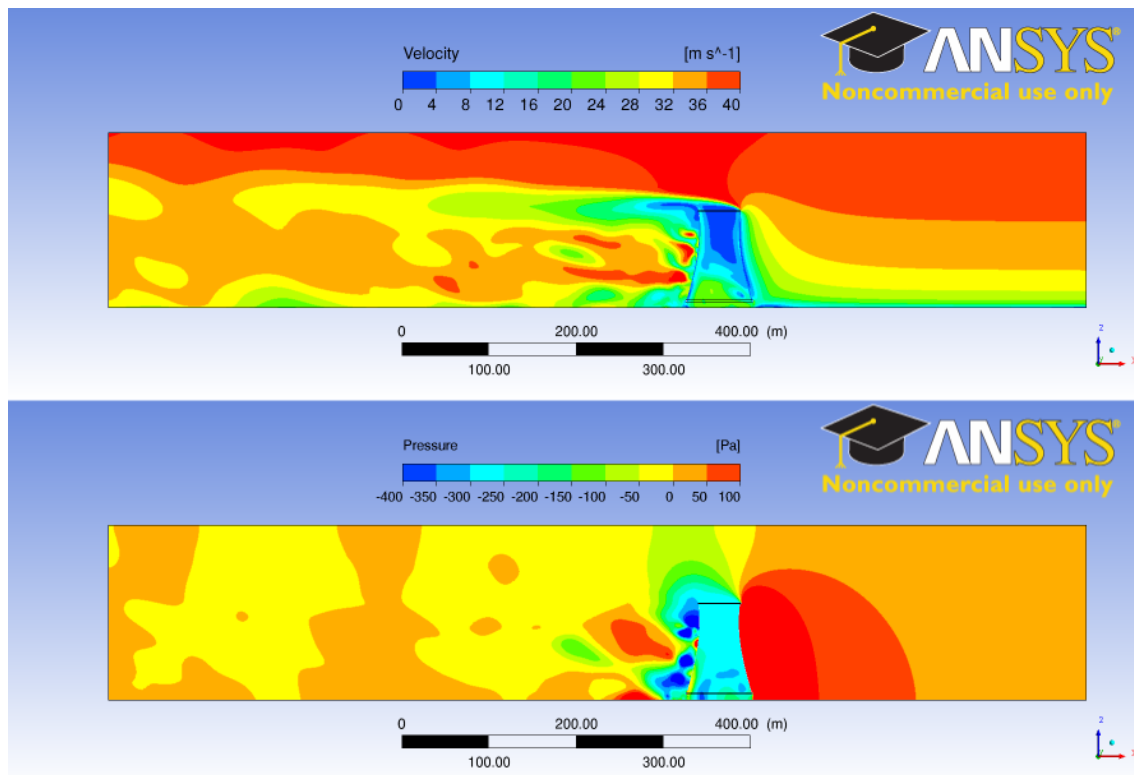 Velocity [m s^-1]
0 4 8 12 16 20 24 28 32 36 40
ANSYS®
Noncommercial use only
0 200.00 400.00 (m)
100.00 300.00
Z
Pressure [Pa]
-400 -350 -300 -250 -200 -150 -100 -50 0 50 100
ANSYS®
Noncommercial use only
0 200.00 400.00 (m)
100.00 300.00
Z